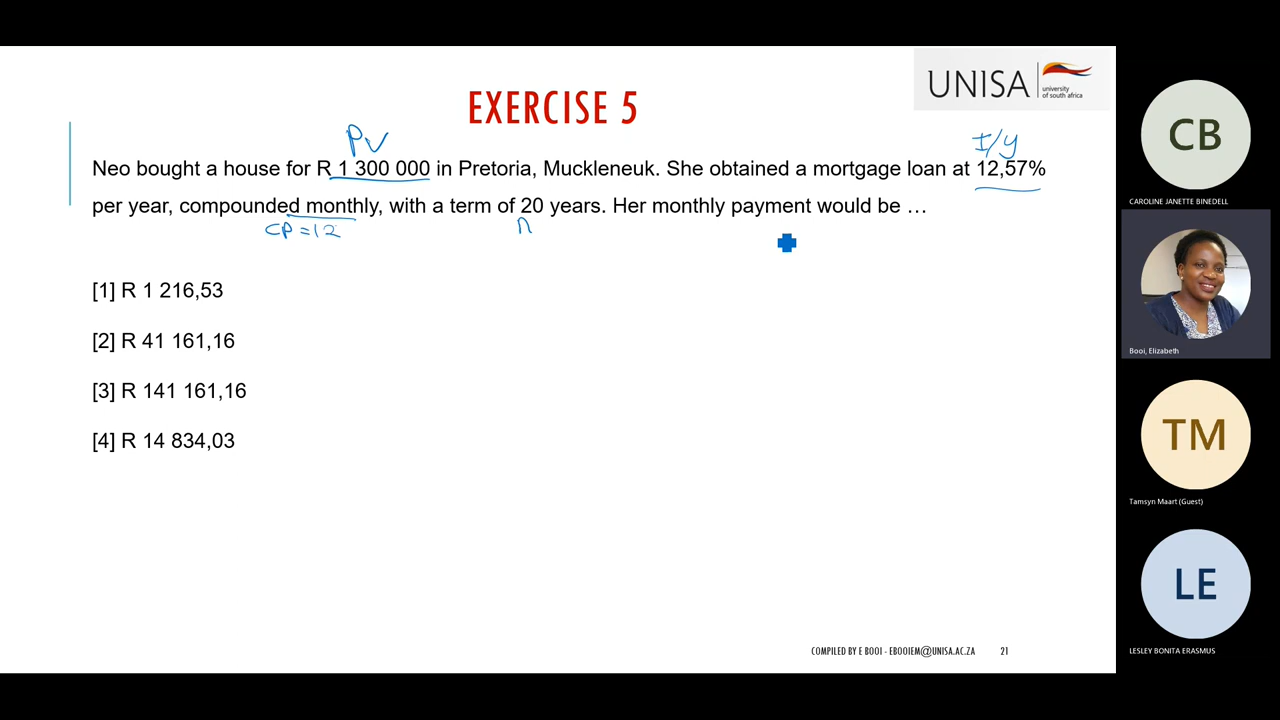 UNISA
university
of south africa
EXERCISE 5
PV
I/Y
Neo bought a house for R 1 300 000 in Pretoria, Muckleneuk. She obtained a mortgage loan at 12,57%
per year, compounded monthly, with a term of 20 years. Her monthly payment would be …
CP = 12
n
[1] R 1 216,53
[2] R 41 161,16
[3] R 141 161,16
[4] R 14 834,03
COMPILED BY E BOOI - EBOOIEM@UNISA.AC.ZA
21
CB
CAROLINE JANETTE BINEDELL
Booi, Elizabeth
TM
Tamsyn Maart (Guest)
LE
LESLEY BONITA ERASMUS